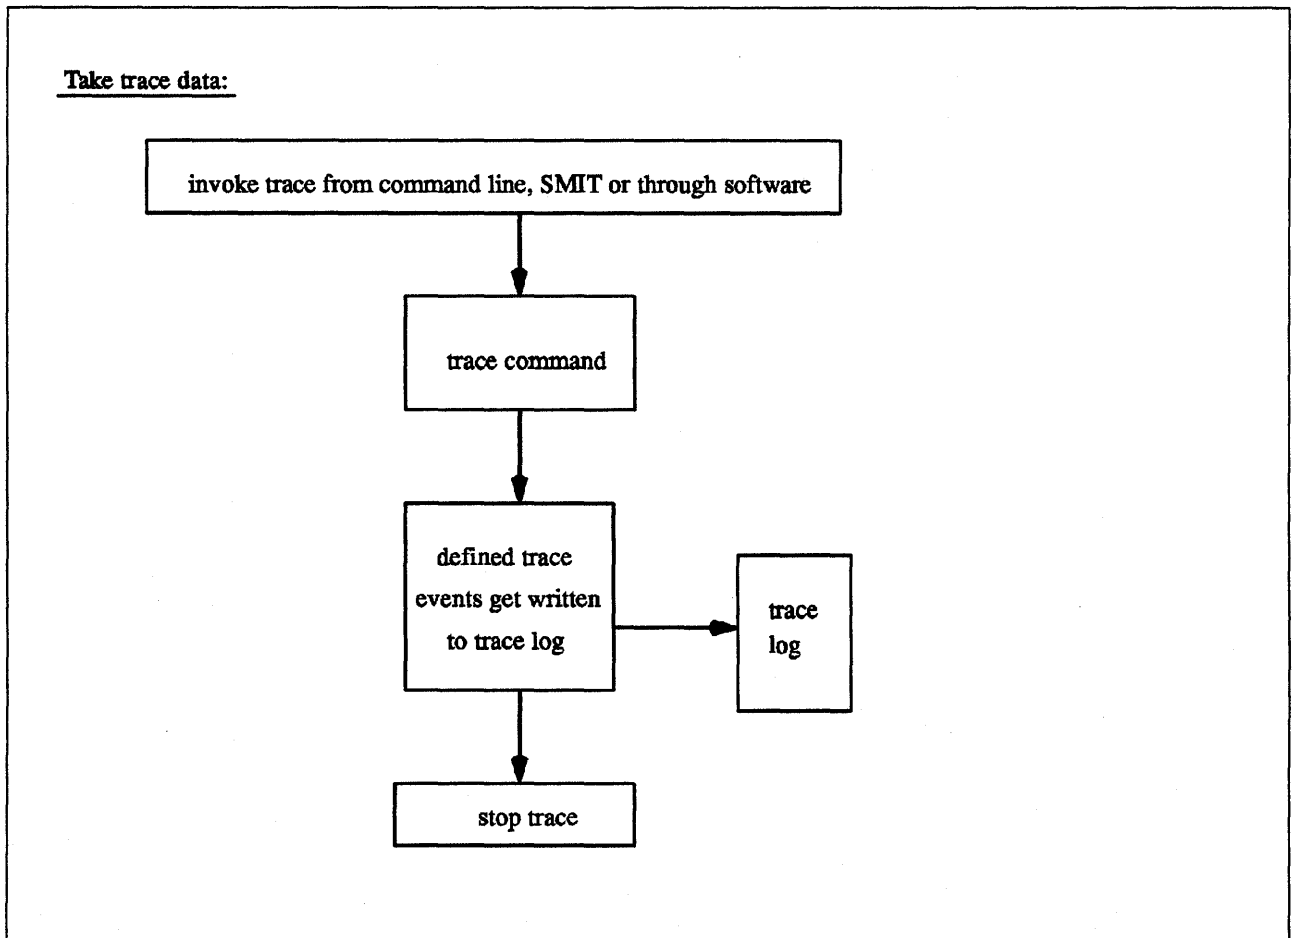 Take trace data:
invoke trace from command line, SMIT or through software
trace command
defined trace
events get written
to trace log
trace
log
stop trace